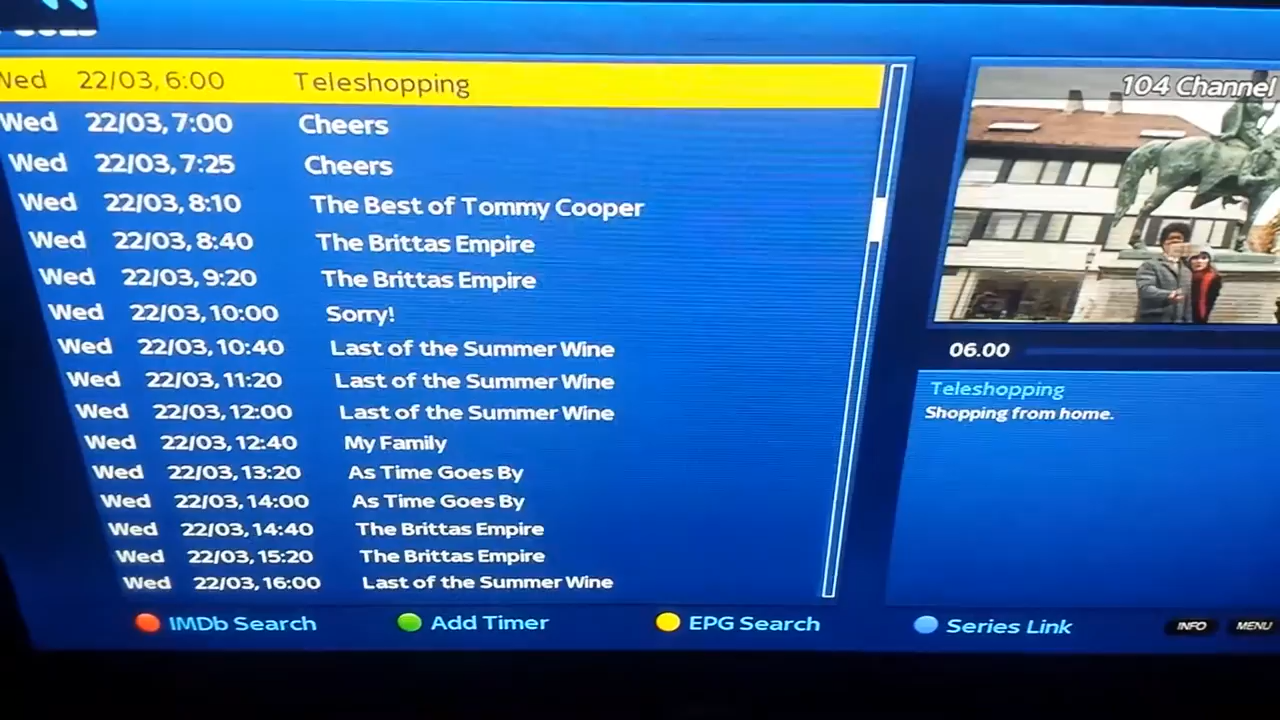 Wed 22/03, 6:00 Teleshopping
Wed 22/03, 7:00 Cheers
Wed 22/03, 7:25 Cheers
Wed 22/03, 8:10 The Best of Tommy Cooper
Wed 22/03, 8:40 The Brittas Empire
Wed 22/03, 9:20 The Brittas Empire
Wed 22/03, 10:00 Sorry!
Wed 22/03, 10:40 Last of the Summer Wine
Wed 22/03, 11:20 Last of the Summer Wine
Wed 22/03, 12:00 Last of the Summer Wine
Wed 22/03, 12:40 My Family
Wed 22/03, 13:20 As Time Goes By
Wed 22/03, 14:00 As Time Goes By
Wed 22/03, 14:40 The Brittas Empire
Wed 22/03, 15:20 The Brittas Empire
Wed 22/03, 16:00 Last of the Summer Wine
104 Channel
06.00
Teleshopping
Shopping from home.
IMDb Search Add Timer EPG Search Series Link INFO MENU